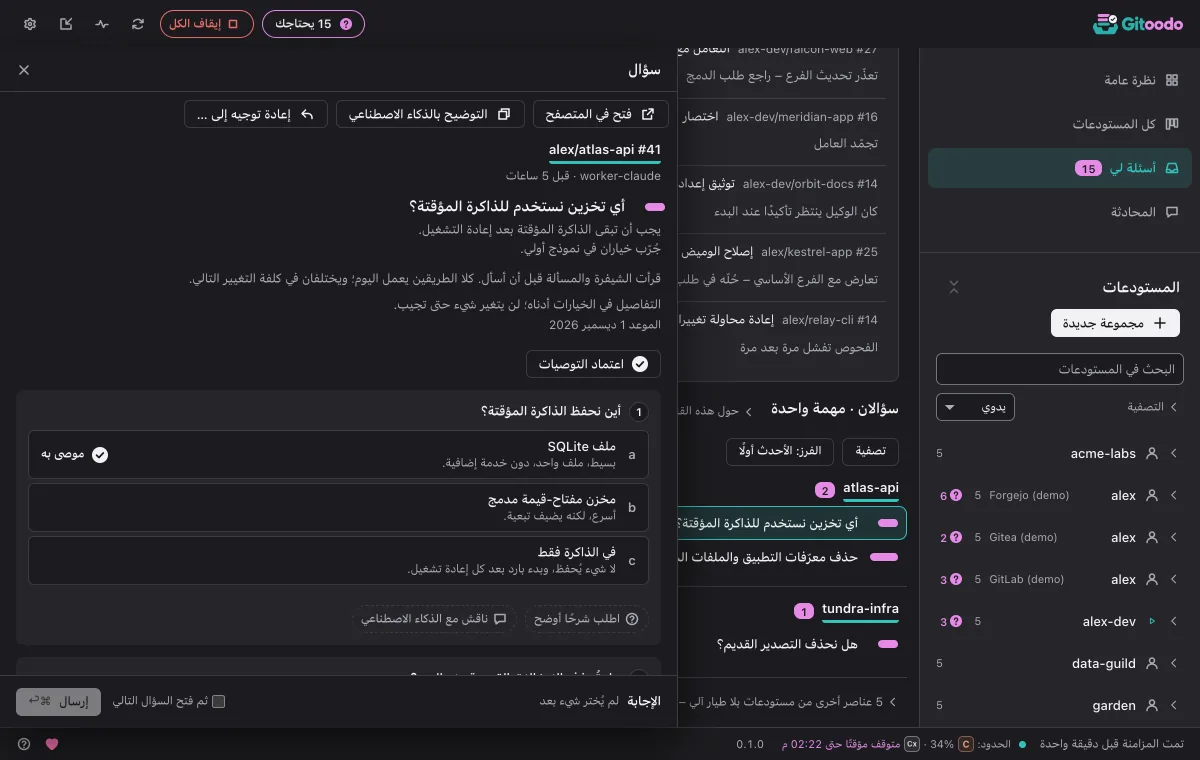 Gitoodo
15 يحتاجك
إيقاف الكل
نظرة عامة
كل المستودعات
أسئلة لي 15
المحادثة
المستودعات
مجموعة جديدة
البحث في المستودعات
التصفية
يدوي
acme-labs 5
alex Forgejo (demo) 5 6
alex Gitea (demo) 5 2
alex GitLab (demo) 5 3
alex-dev 5 3
data-guild 5
garden 5
alex-dev/falcon-web #27 التعامل مع
تعذّر تحديث الفرع – راجع طلب الدمج
alex-dev/meridian-app #16 اختصار
تجمّد العامل
alex-dev/orbit-docs #14 توثيق إعداد
كان الوكيل ينتظر تأكيدًا عند البدء
alex/kestrel-app #25 إصلاح الوميض
تعارض مع الفرع الأساسي – حُلّه في طلب
alex/relay-cli #14 إعادة محاولة
الفحوص تفشل مرة بعد مرة
سؤالان · مهمة واحدة
حول هذه
تصفية
الفرز: الأحدث أولًا
atlas-api 2
أي تخزين نستخدم للذاكرة المؤقتة؟
حذف معرّفات التطبيق والملفات
tundra-infra 1
هل نحذف التصدير القديم؟
5 عناصر أخرى من مستودعات بلا طيار آلي –
سؤال
فتح في المتصفح
التوضيح بالذكاء الاصطناعي
إعادة توجيه إلى ...
alex/atlas-api #41
worker-claude · قبل 5 ساعات
أي تخزين نستخدم للذاكرة المؤقتة؟
يجب أن تبقى الذاكرة المؤقتة بعد إعادة التشغيل.
جُرّب خياران في نموذج أولي.
قرأت الشيفرة والمسألة قبل أن أسأل. كلا الطريقين يعمل اليوم؛ ويختلفان في كلفة التغيير التالي.
التفاصيل في الخيارات أدناه؛ لن يتغير شيء حتى تجيب.
الموعد 1 ديسمبر 2026
اعتماد التوصيات
1 أين نحفظ الذاكرة المؤقتة؟
a ملف SQLite
بسيط، ملف واحد، دون خدمة إضافية.
موصى به
b مخزن مفتاح-قيمة مدمج
أسرع، لكنه يضيف تبعية.
c في الذاكرة فقط
لا شيء يُحفظ، وبدء بارد بعد كل إعادة تشغيل.
اطلب شرحًا أوضح
ناقش مع الذكاء الاصطناعي
الإجابة لم يُختر شيء بعد
ثم فتح السؤال التالي
إرسال ⌘↩
تمت المزامنة قبل دقيقة واحدة
الحدود: C 34% · Cx متوقف مؤقتًا حتى 02:22 م
0.1.0